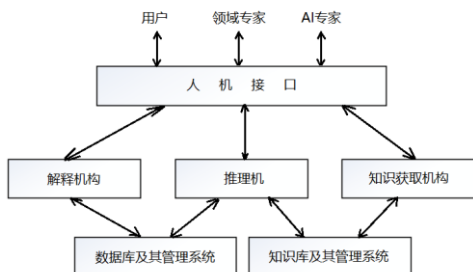 用户 领域专家 AI专家
人 机 接 口
解释机构 推理机 知识获取机构
数据库及其管理系统 知识库及其管理系统